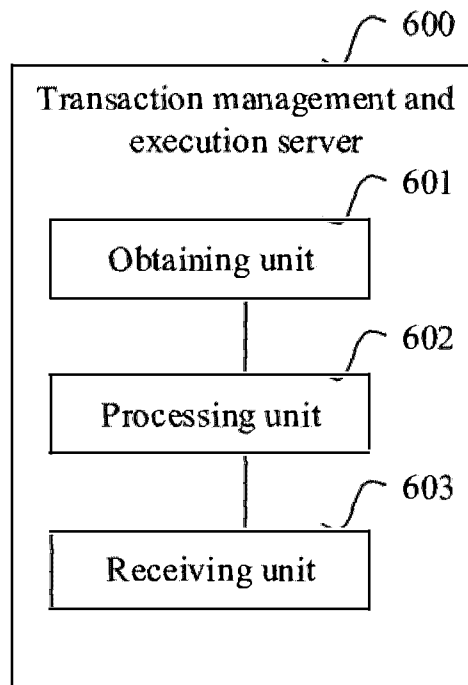 600
Transaction management and
execution server
601
Obtaining unit
602
Processing unit
603
Receiving unit